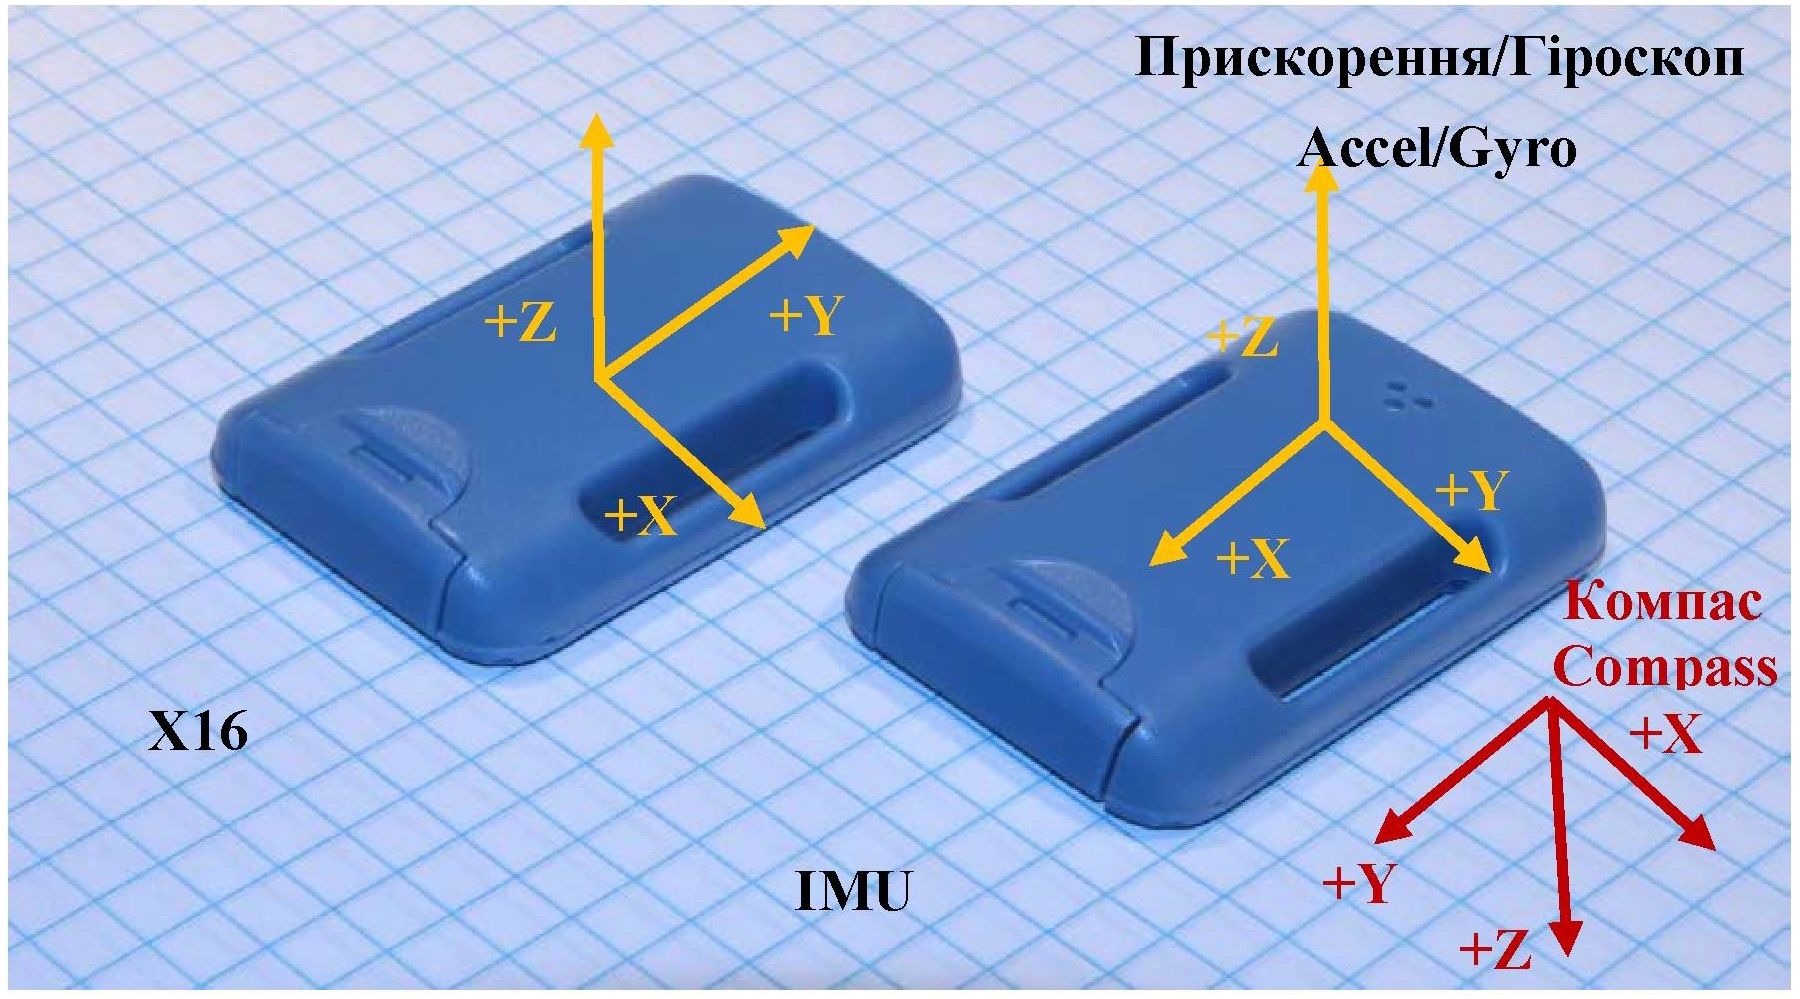 Прискорення/Гіроскоп
Accel/Gyro
+Z
+Y
+X
+Z
+Y
+X
Компас
Compass
+X
+Y
+Z
X16
IMU